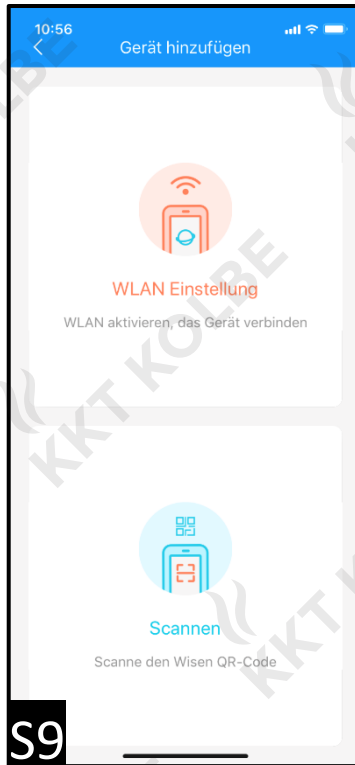 10:56
Gerät hinzufügen
WLAN Einstellung
WLAN aktivieren, das Gerät verbinden
KKT KOLBE
Scannen
Scanne den Wisen QR-Code
S9